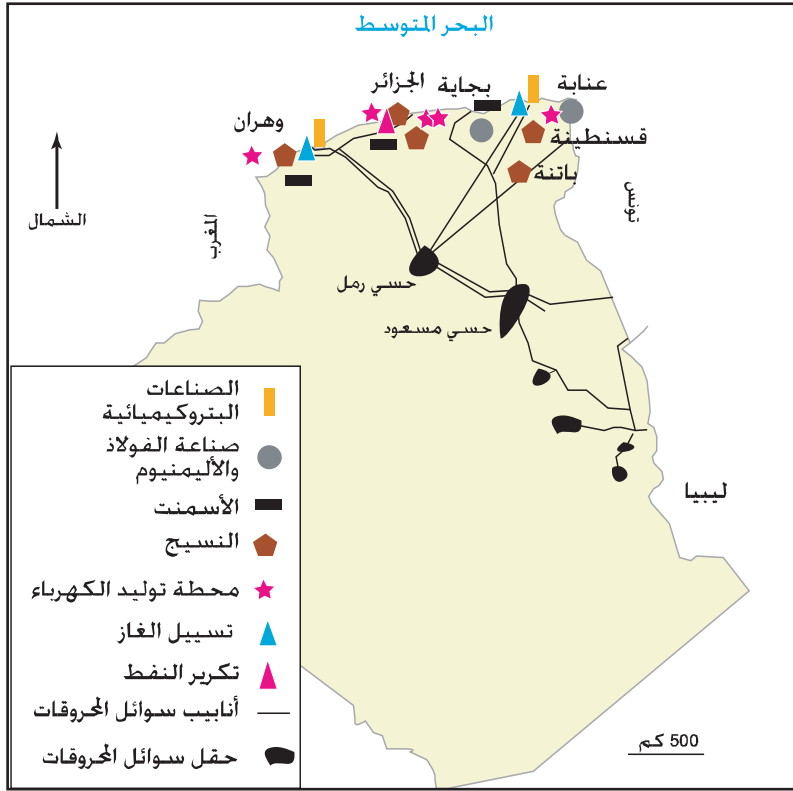 البحر المتوسط
الجزائر
بجاية
عنابة
وهران
قسنطينة
باتنة
الشمال
المغرب
تونس
حسي رمل
حسي مسعود
ليبيا
الصناعات
البتروكيميائية
صناعة الفولاذ
والأليمنيوم
الأسمنت
النسيج
محطة توليد الكهرباء
تسييل الغاز
تكرير النفط
أنابيب سوائل المحروقات
حقل سوائل المحروقات
500 كم